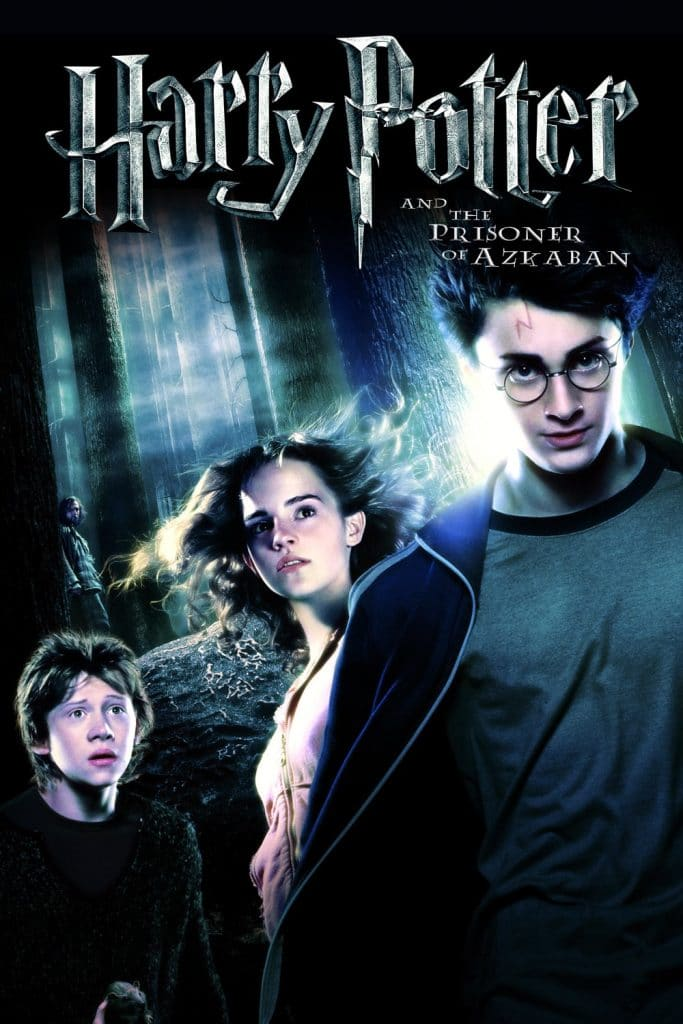 Harry Potter
AND THE
PRISONER
OF AZKABAN